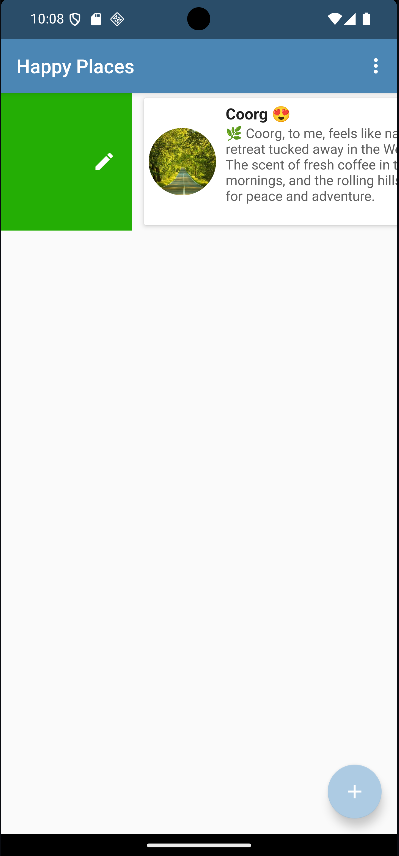 10:08
Happy Places
Coorg 😍
🌿 Coorg, to me, feels like na
retreat tucked away in the We
The scent of fresh coffee in t
mornings, and the rolling hills
for peace and adventure.